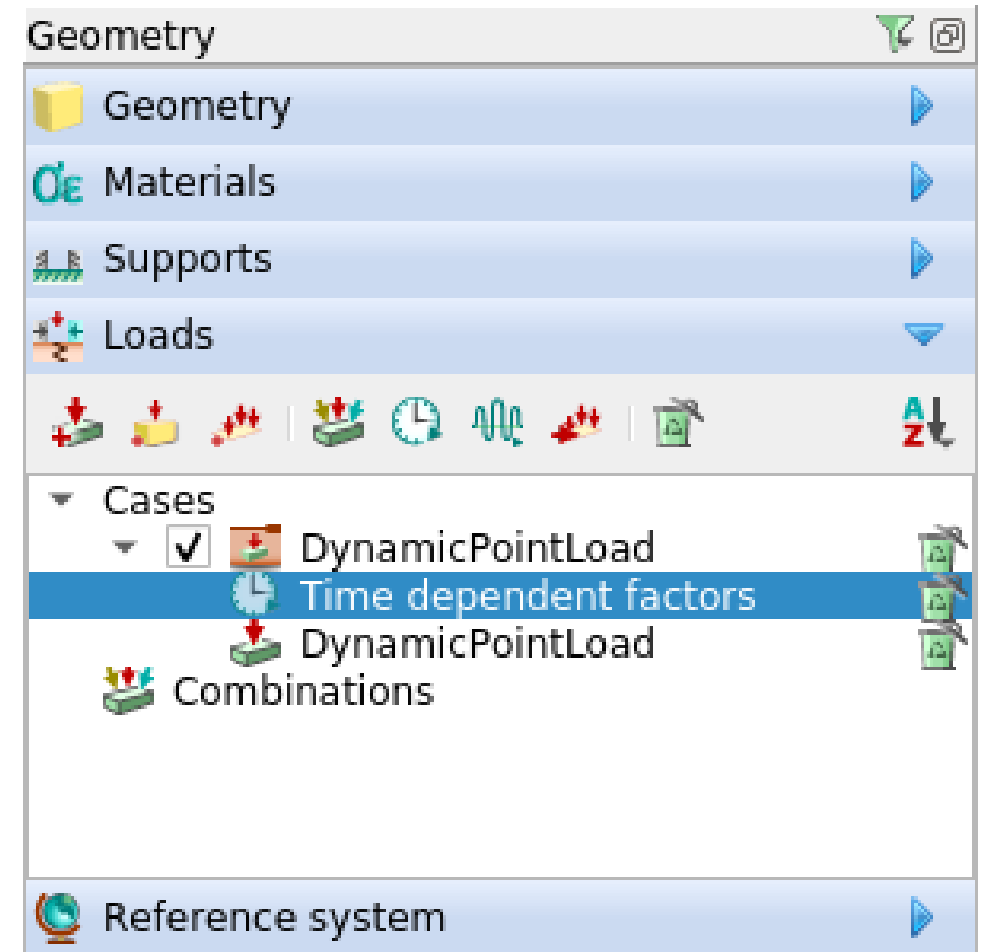 Geometry
Geometry
Materials
Supports
Loads
Cases
DynamicPointLoad
Time dependent factors
DynamicPointLoad
Combinations
Reference system